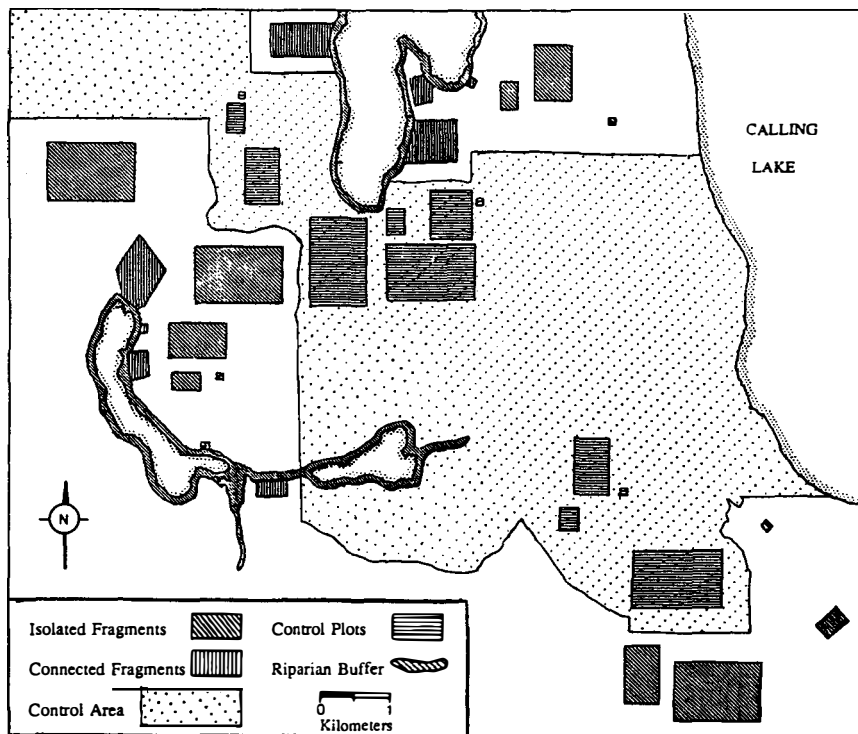 CALLING
LAKE
N
Isolated Fragments
Control Plots
Connected Fragments
Riparian Buffer
Control Area
0 1
Kilometers